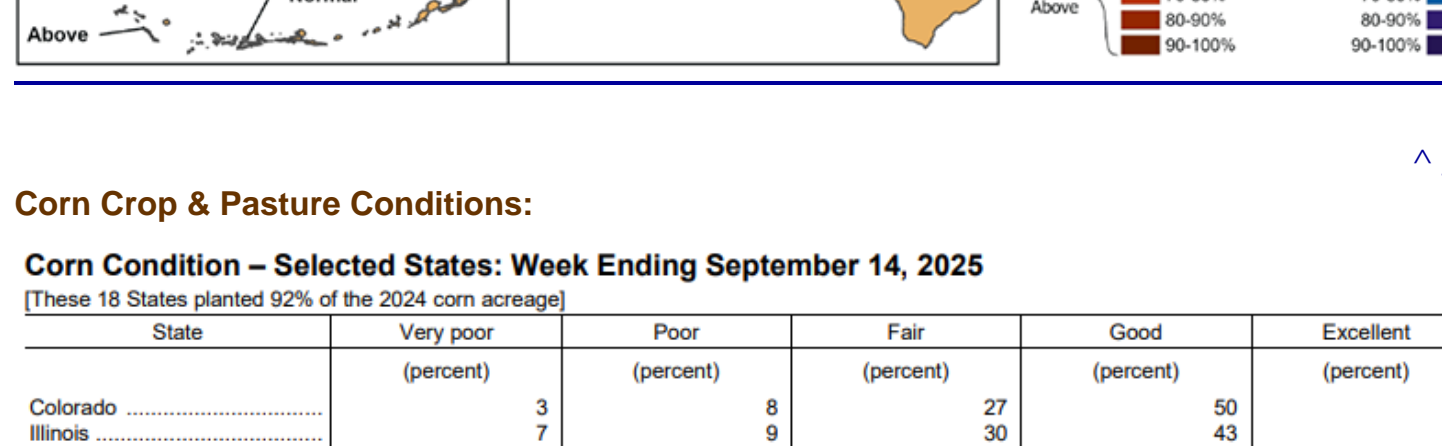 Above
Above
80-90%
80-90%
90-100%
90-100%
^
Corn Crop & Pasture Conditions:
Corn Condition – Selected States: Week Ending September 14, 2025
[These 18 States planted 92% of the 2024 corn acreage]
State Very poor Poor Fair Good Excellent
(percent) (percent) (percent) (percent) (percent)
Colorado ................................. 3 8 27 50
Illinois ...................................... 7 9 30 43